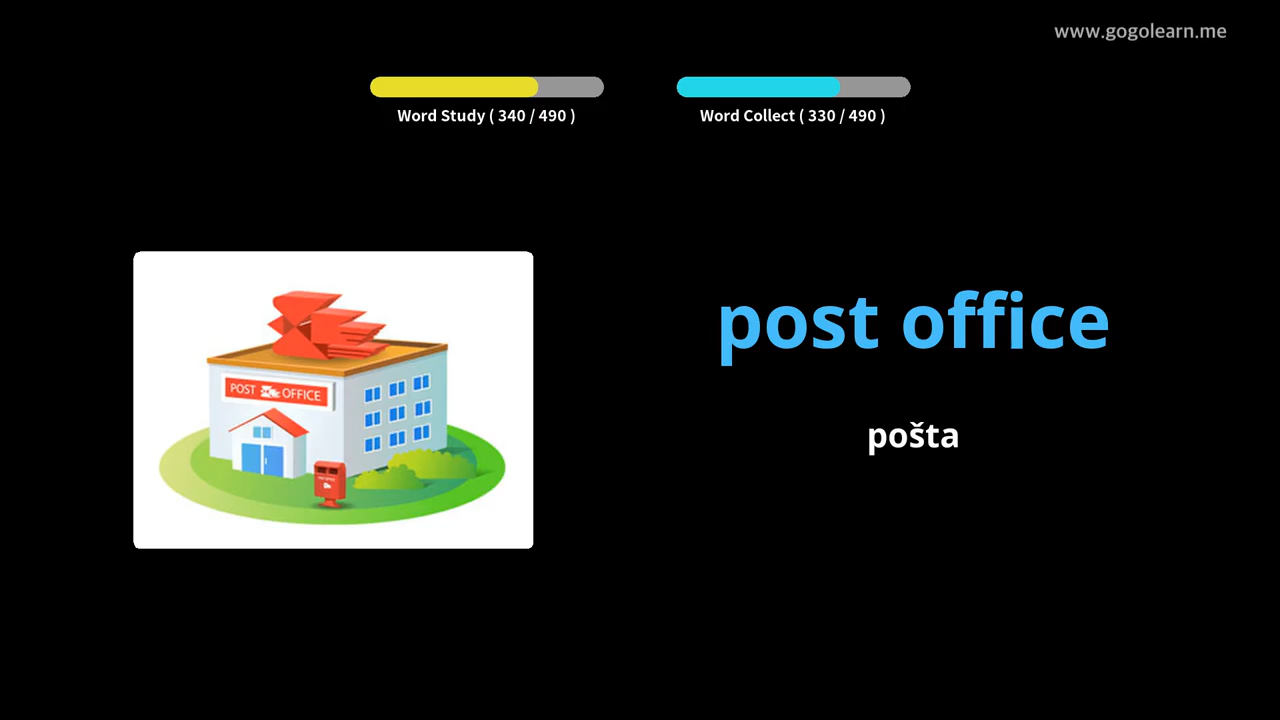 www.gogolearn.me
Word Study ( 340 / 490 )
Word Collect ( 330 / 490 )
POST OFFICE
post office
pošta